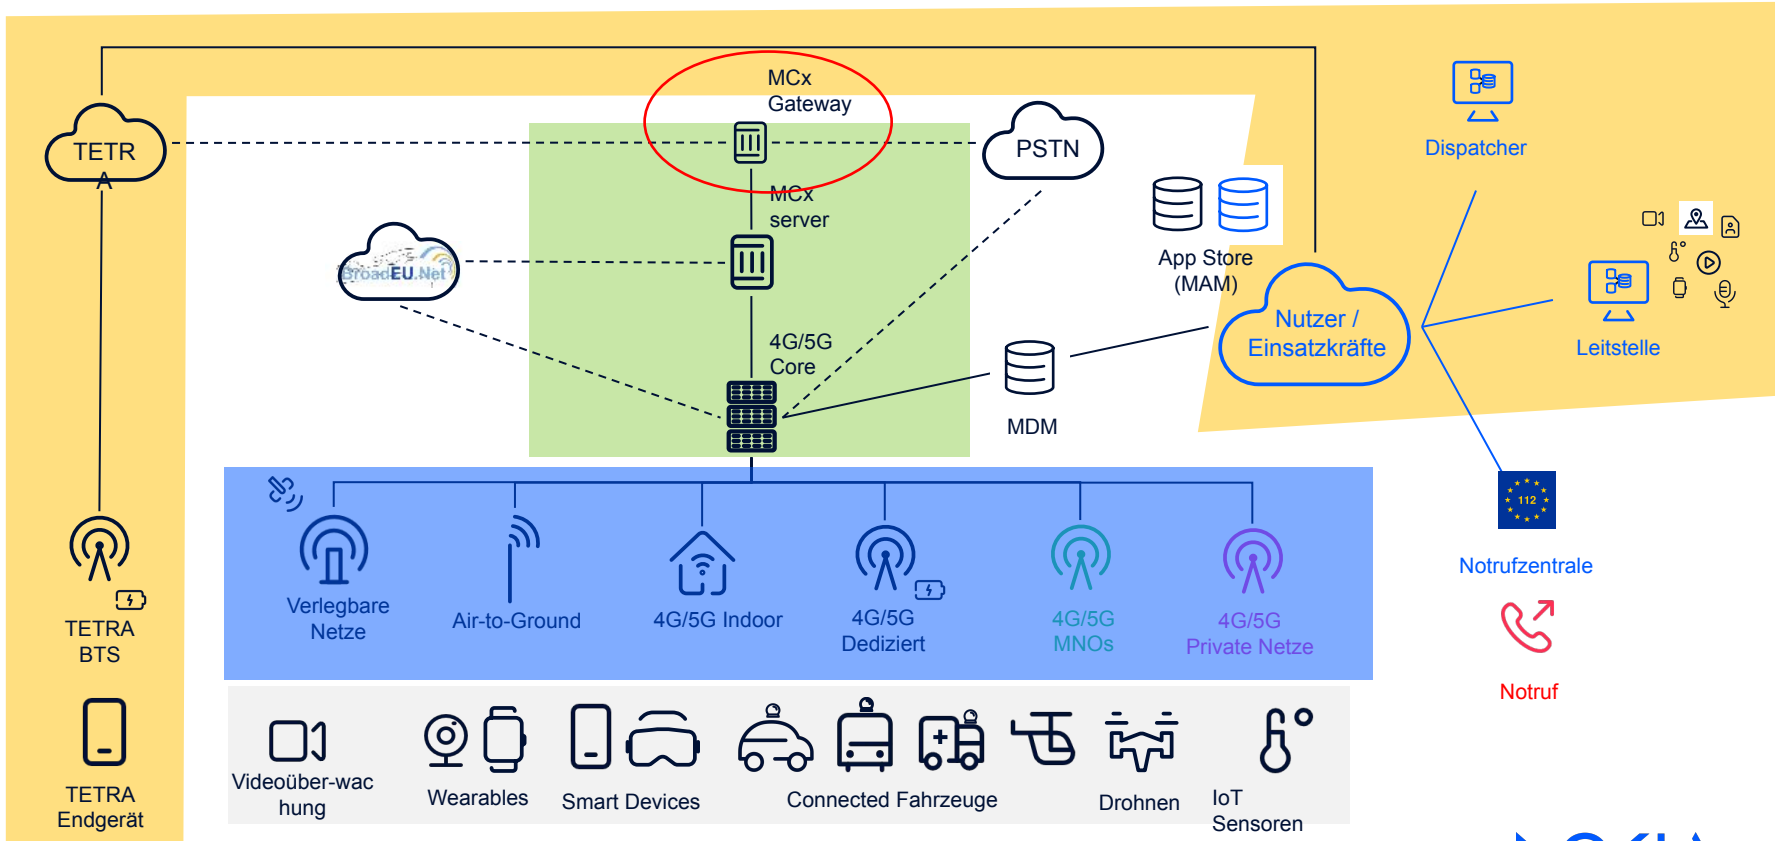 MCx
Gateway
TETR
A
PSTN
Dispatcher
MCx
server
BroadEU.Net
App Store
(MAM)
Nutzer /
Einsatzkräfte
4G/5G
Core
Leitstelle
MDM
112
Notrufzentrale
Notruf
Verlegbare
Netze
Air-to-Ground
4G/5G Indoor
4G/5G
Dediziert
4G/5G
MNOs
4G/5G
Private Netze
TETRA
BTS
TETRA
Endgerät
Videoüber-wac
hung
Wearables
Smart Devices
Connected Fahrzeuge
Drohnen
IoT
Sensoren